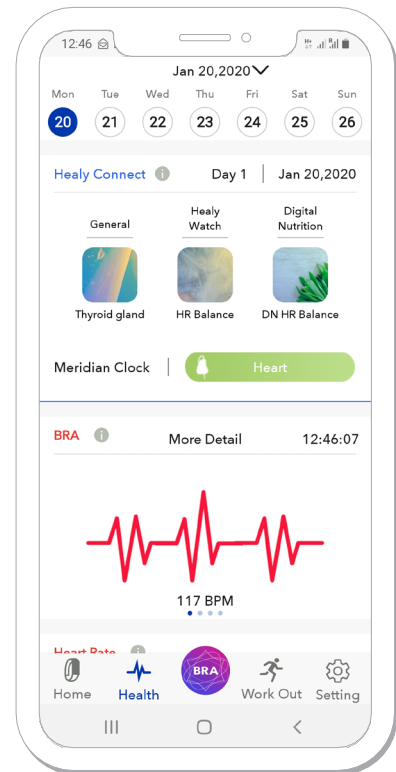 12:46
Jan 20,2020
Mon Tue Wed Thu Fri Sat Sun
20 21 22 23 24 25 26
Healy Connect i Day 1 | Jan 20,2020
General
Healy
Watch
Digital
Nutrition
Thyroid gland
HR Balance
DN HR Balance
Meridian Clock | Heart
BRA i More Detail 12:46:07
117 BPM
Heart Rate
BRA
Home Health Work Out Setting